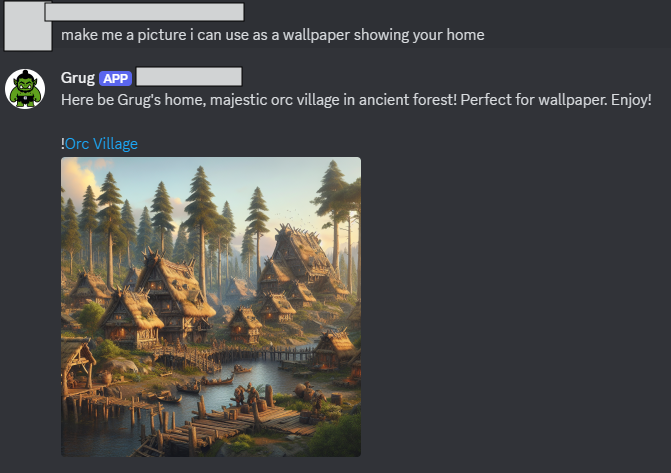 make me a picture i can use as a wallpaper showing your home
Grug APP
Here be Grug's home, majestic orc village in ancient forest! Perfect for wallpaper. Enjoy!
!Orc Village